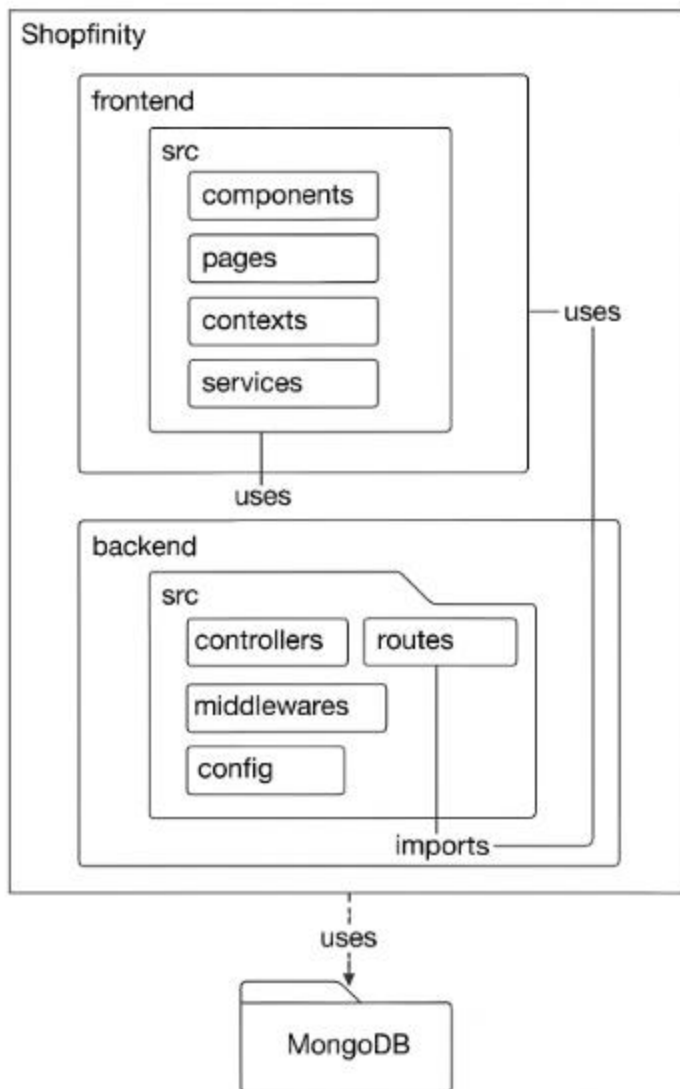 Shopfinity
frontend
src
components
pages
contexts
services
uses
uses
backend
src
controllers routes
middlewares
config
imports
uses
MongoDB